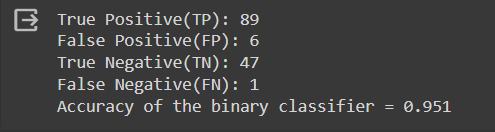 True Positive(TP): 89
False Positive(FP): 6
True Negative(TN): 47
False Negative(FN): 1
Accuracy of the binary classifier = 0.951